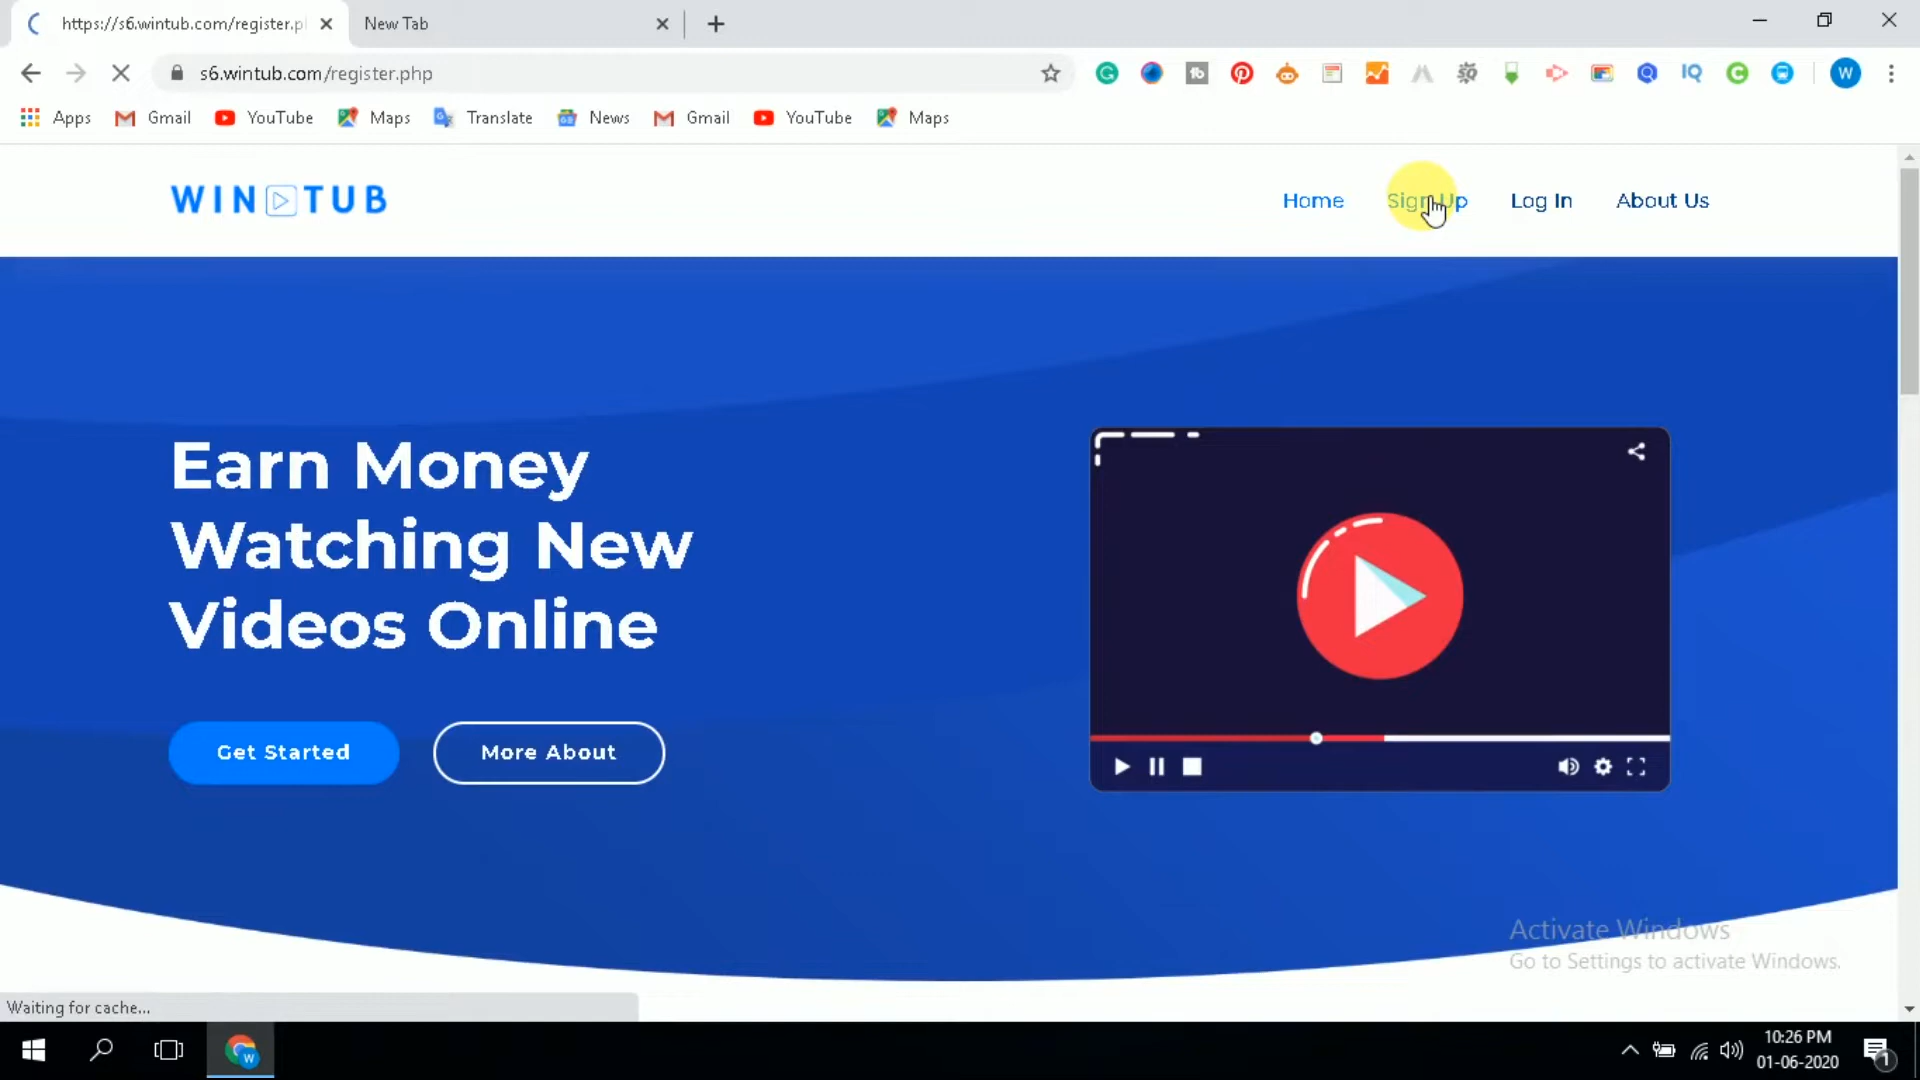 https://s6.wintub.com/register.p
New Tab
s6.wintub.com/register.php
W
Apps
Gmail
YouTube
Maps
Translate
News
Gmail
YouTube
Maps
WIN TUB
Home
Sign Up
Log In
About Us
Earn Money
Watching New
Videos Online
Get Started
More About
Activate Windows
Go to Settings to activate Windows.
Waiting for cache...
10:26 PM
01-06-2020